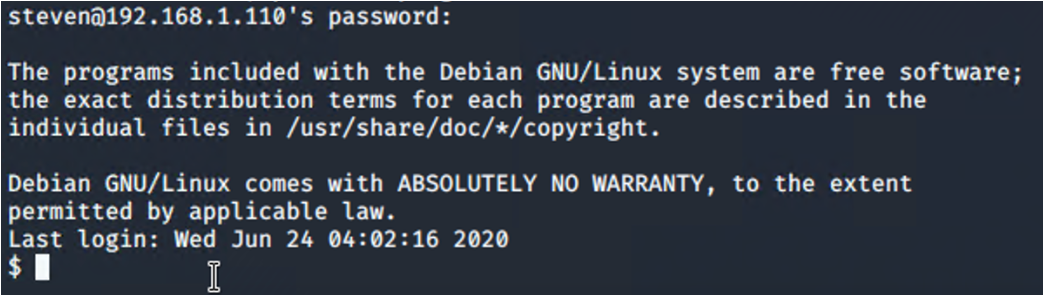 steven@192.168.1.110's password:
The programs included with the Debian GNU/Linux system are free software;
the exact distribution terms for each program are described in the
individual files in /usr/share/doc/*/copyright.
Debian GNU/Linux comes with ABSOLUTELY NO WARRANTY, to the extent
permitted by applicable law.
Last login: Wed Jun 24 04:02:16 2020
$